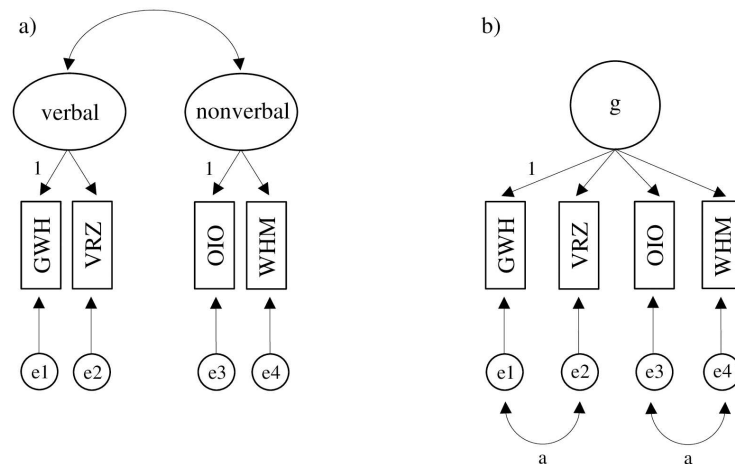 a)
verbal
nonverbal
1
1
GWH
VRZ
OIO
WHM
e1
e2
e3
e4
b)
g
1
GWH
VRZ
OIO
WHM
e1
e2
e3
e4
a
a